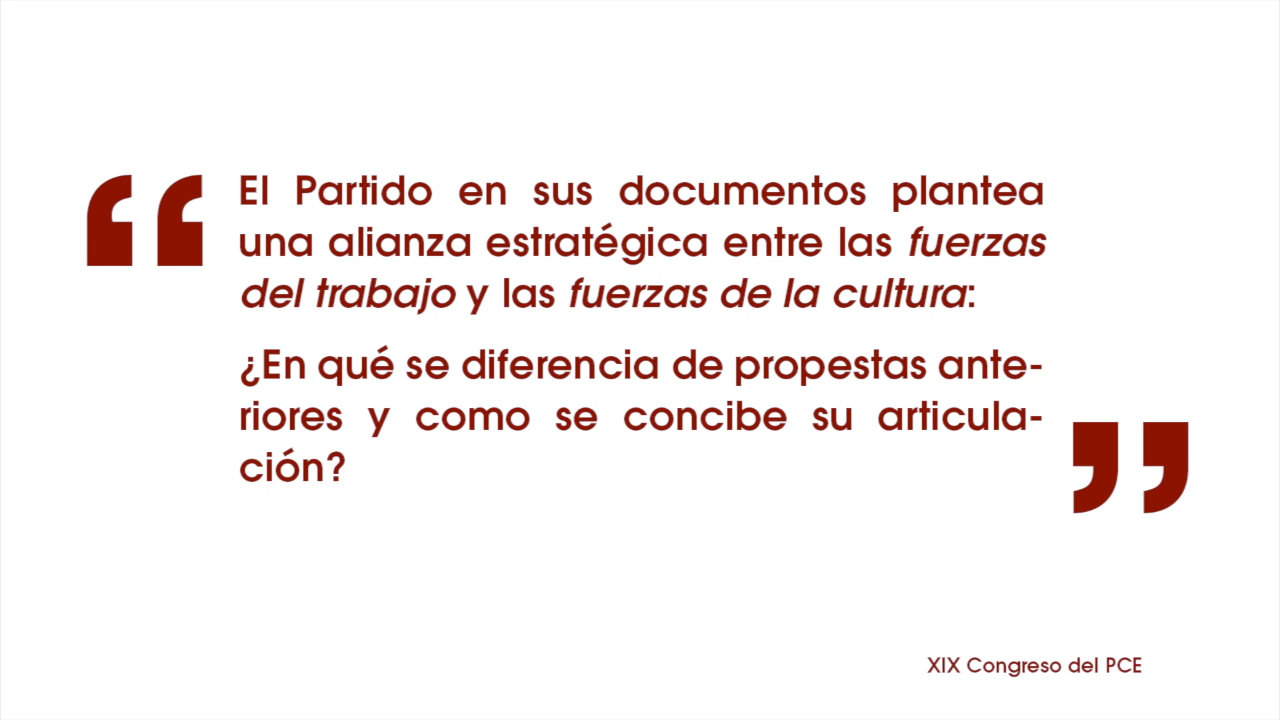 “El Partido en sus documentos plantea
una alianza estratégica entre las fuerzas
del trabajo y las fuerzas de la cultura:
¿En qué se diferencia de propestas ante-
riores y como se concibe su articula-
ción?”
XIX Congreso del PCE